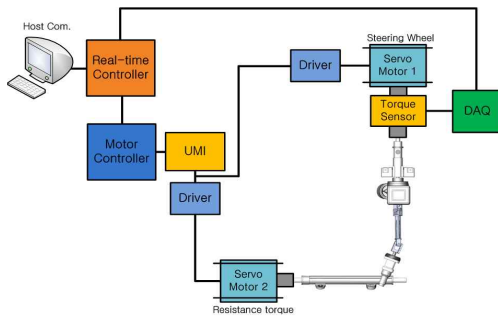 Host Com.
Real-time
Controller
Steering Wheel
Driver
Servo
Motor 1
Torque
Sensor
DAQ
Motor
Controller
UMI
Driver
Servo
Motor 2
Resistance torque